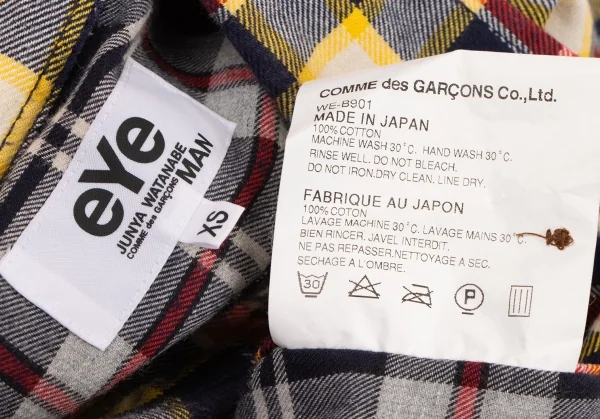 eYe
JUNYA WATANABE
COMME des GARÇONS MAN
XS
COMME des GARÇONS Co.,Ltd.
WE-B901
MADE IN JAPAN
100% COTTON
MACHINE WASH 30°C. HAND WASH 30°C.
RINSE WELL. DO NOT BLEACH.
DO NOT IRON.DRY CLEAN. LINE DRY.
FABRIQUE AU JAPON
100% COTON
LAVAGE MACHINE 30°C. LAVAGE MAINS 30°C.
BIEN RINCER. JAVEL INTERDIT.
NE PAS REPASSER.NETTOYAGE A SEC.
SECHAGE A L'OMBRE.
30
P